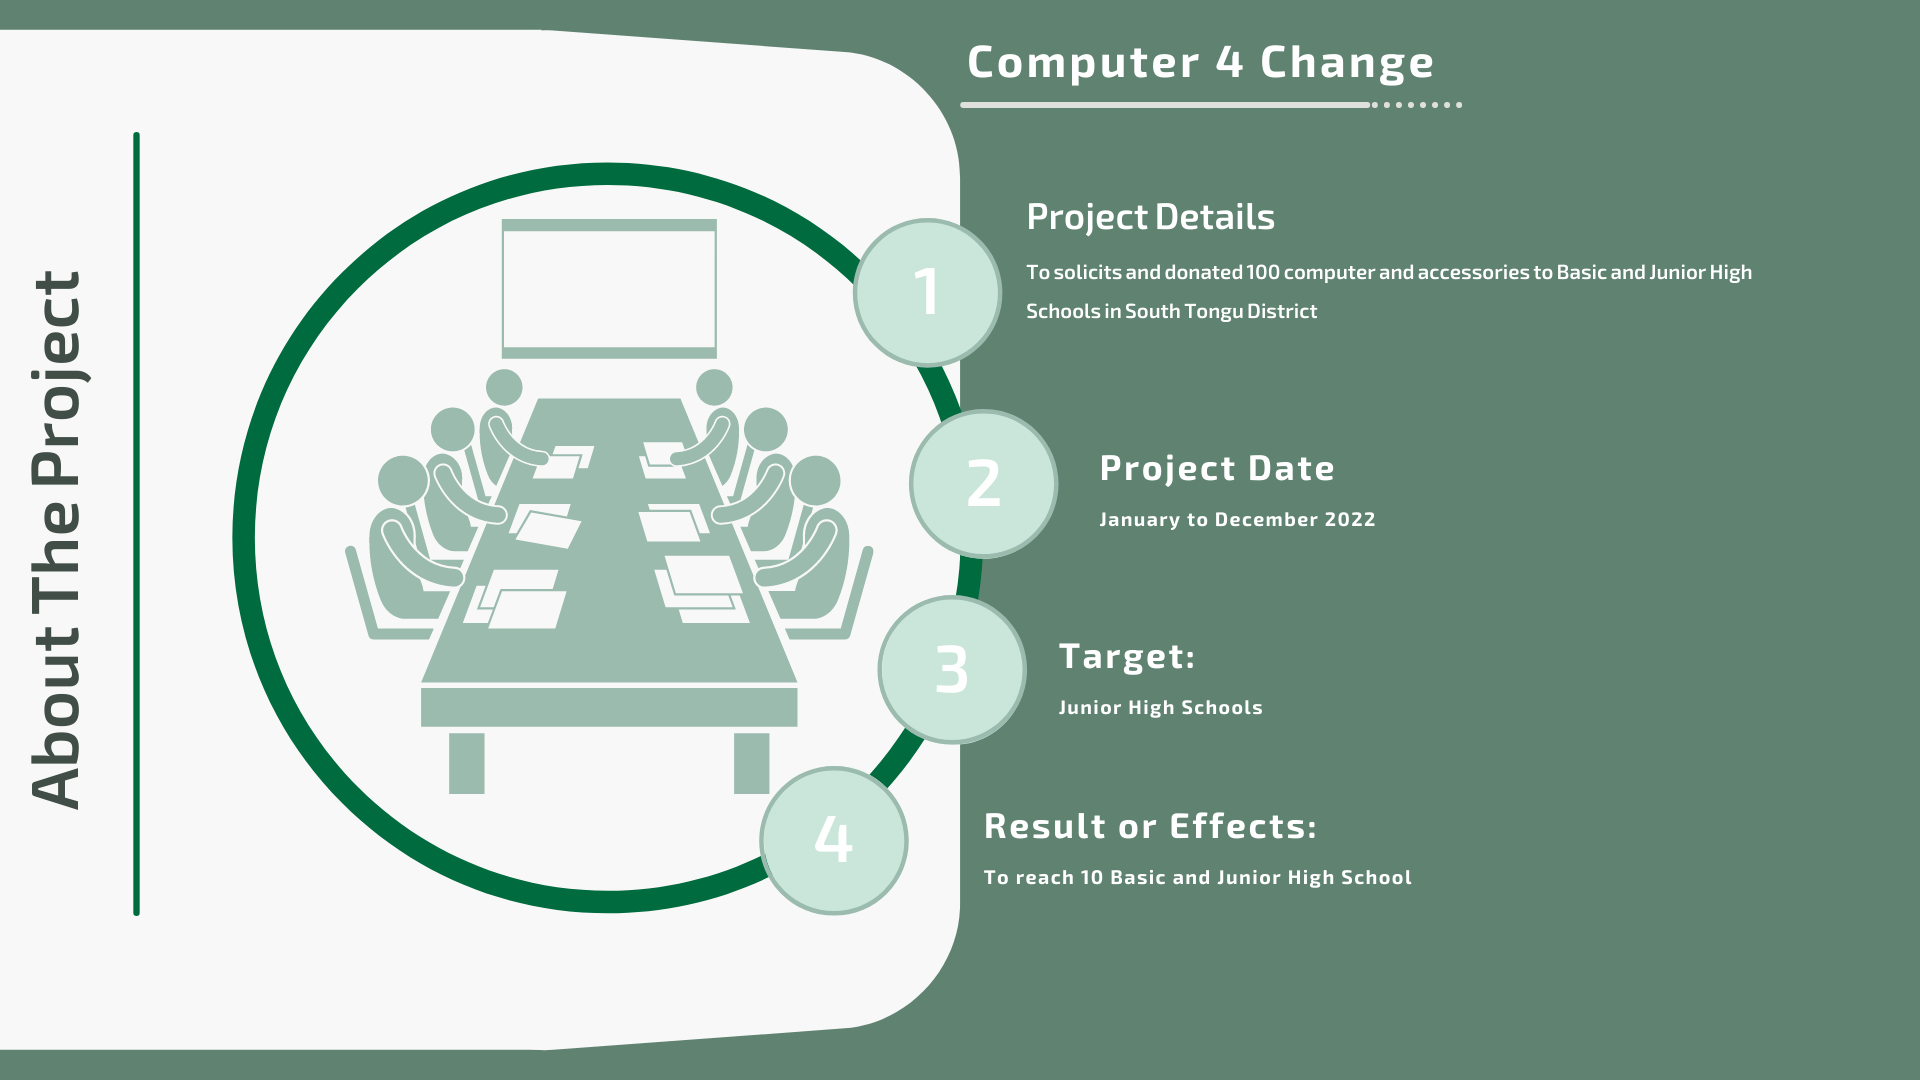 About The Project
Computer 4 Change
1
Project Details
To solicits and donated 100 computer and accessories to Basic and Junior High
Schools in South Tongu District
2
Project Date
January to December 2022
3
Target:
Junior High Schools
4
Result or Effects:
To reach 10 Basic and Junior High School